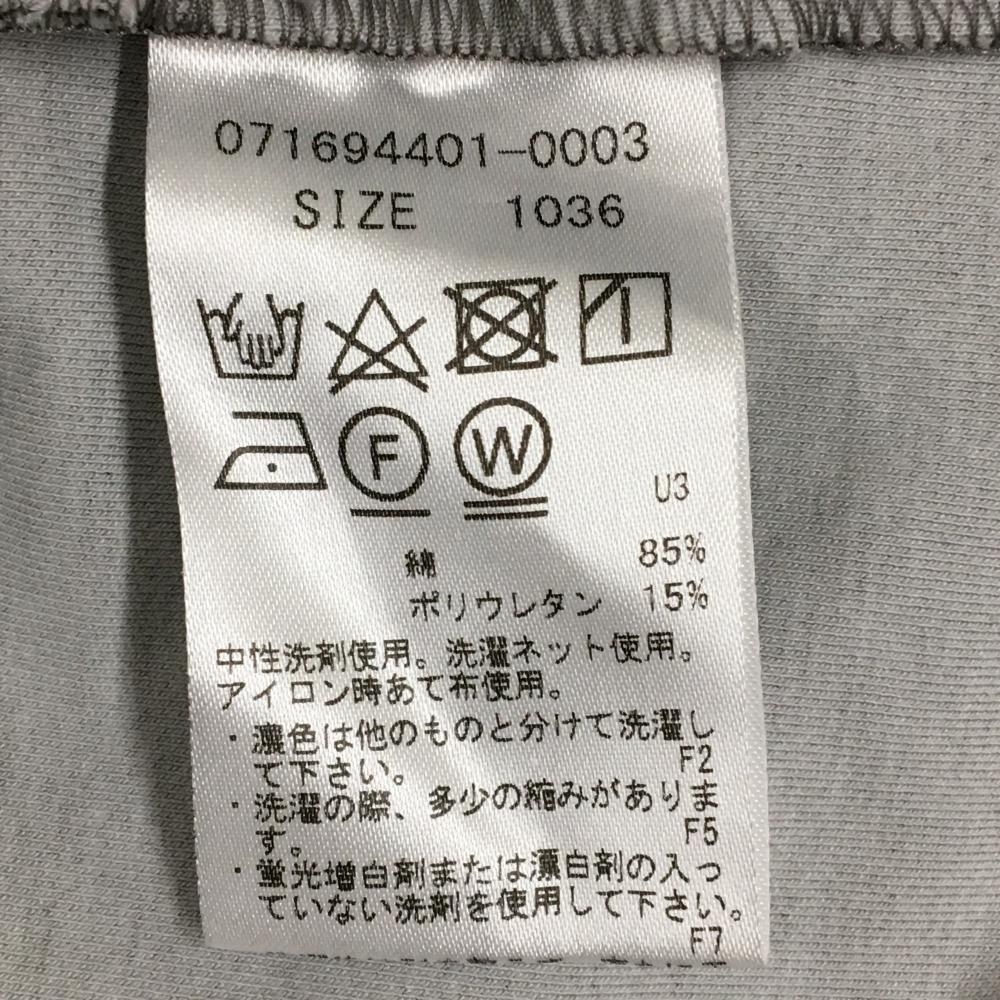 071694401-0003
SIZE 1036
F W
U3
綿 85%
ポリウレタン 15%
中性洗剤使用。洗濯ネット使用。
アイロン時あて布使用。
・濃色は他のものと分けて洗濯し
て下さい。 F2
・洗濯の際、多少の縮みがありま
す。 F5
・蛍光増白剤または漂白剤の入っ
ていない洗剤を使用して下さい。
F7